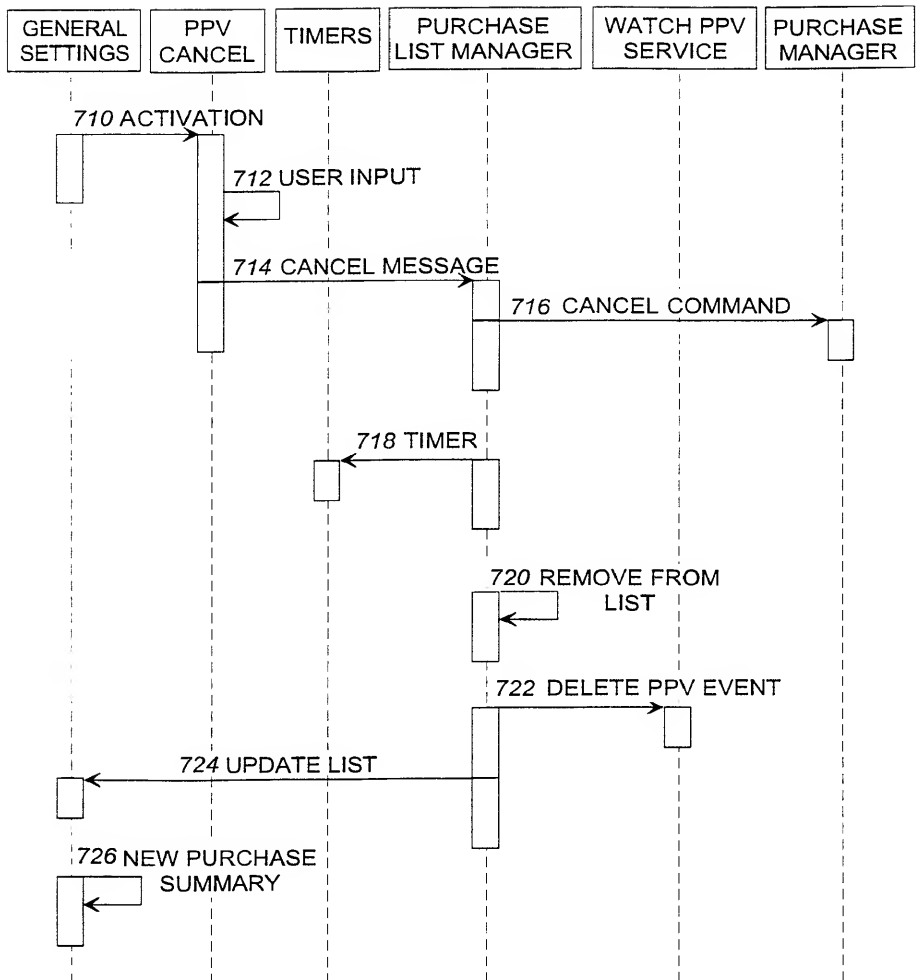 GENERAL
SETTINGS
PPV
CANCEL
TIMERS
PURCHASE
LIST MANAGER
WATCH PPV
SERVICE
PURCHASE
MANAGER
710 ACTIVATION
712 USER INPUT
714 CANCEL MESSAGE
716 CANCEL COMMAND
718 TIMER
720 REMOVE FROM
LIST
722 DELETE PPV EVENT
724 UPDATE LIST
726 NEW PURCHASE
SUMMARY